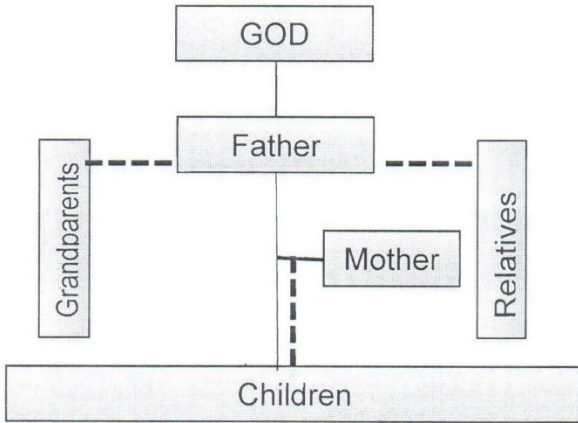 GOD
Father
Grandparents
Relatives
Mother
Children